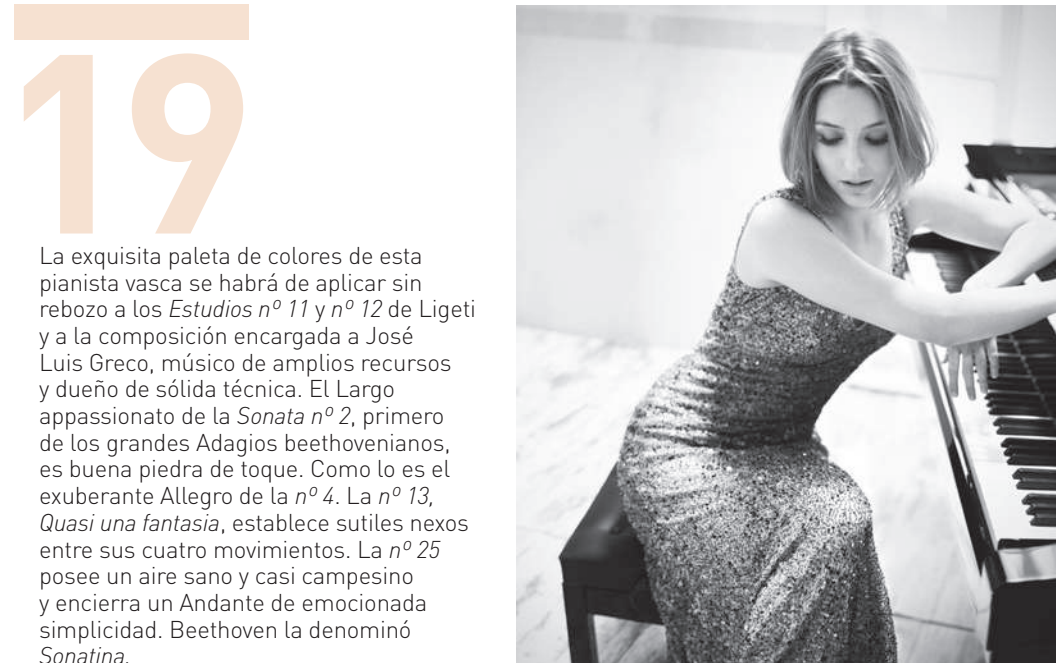 19
La exquisita paleta de colores de esta
pianista vasca se habrá de aplicar sin
rebozo a los Estudios nº 11 y nº 12 de Ligeti
y a la composición encargada a José
Luis Greco, músico de amplios recursos
y dueño de sólida técnica. El Largo
appassionato de la Sonata nº 2, primero
de los grandes Adagios beethovenianos,
es buena piedra de toque. Como lo es el
exuberante Allegro de la nº 4. La nº 13,
Quasi una fantasia, establece sutiles nexos
entre sus cuatro movimientos. La nº 25
posee un aire sano y casi campesino
y encierra un Andante de emocionada
simplicidad. Beethoven la denominó
Sonatina.